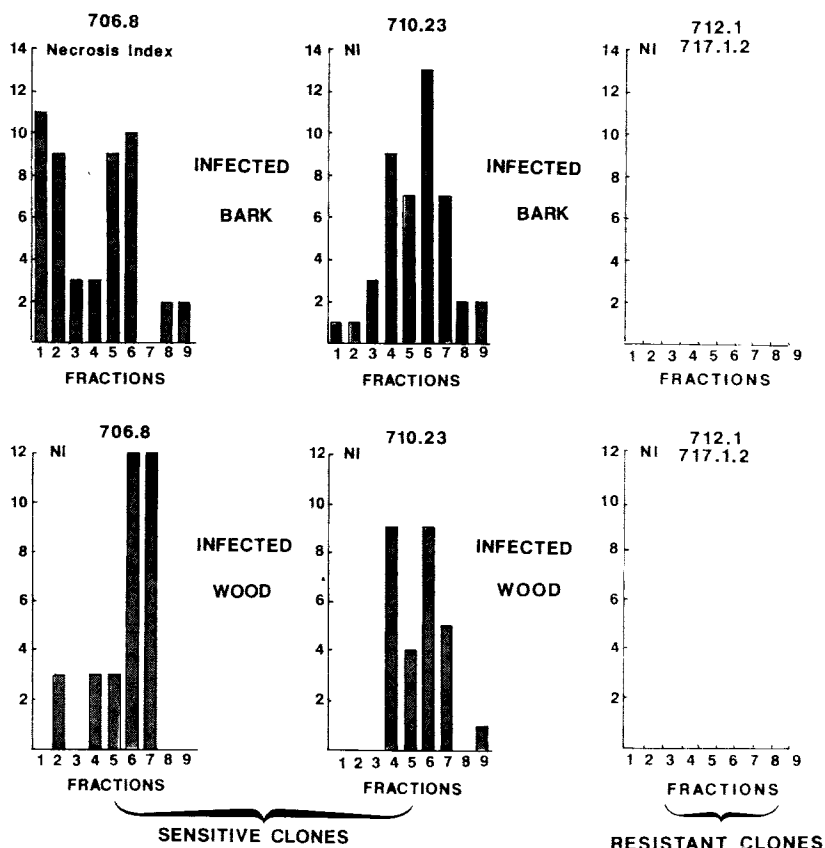 706.8
Necrosis Index
14
12
10
8
6
4
2
1 2 3 4 5 6 7 8 9
FRACTIONS
INFECTED
BARK
710.23
NI
14
12
10
8
6
4
2
1 2 3 4 5 6 7 8 9
FRACTIONS
INFECTED
BARK
712.1
717.1.2
NI
14
12
10
8
6
4
2
1 2 3 4 5 6 7 8 9
FRACTIONS
706.8
NI
12
10
8
6
4
2
1 2 3 4 5 6 7 8 9
FRACTIONS
INFECTED
WOOD
710.23
NI
12
10
8
6
4
2
1 2 3 4 5 6 7 8 9
FRACTIONS
INFECTED
WOOD
712.1
717.1.2
NI
12
10
8
6
4
2
1 2 3 4 5 6 7 8 9
FRACTIONS
SENSITIVE CLONES
RESISTANT CLONES